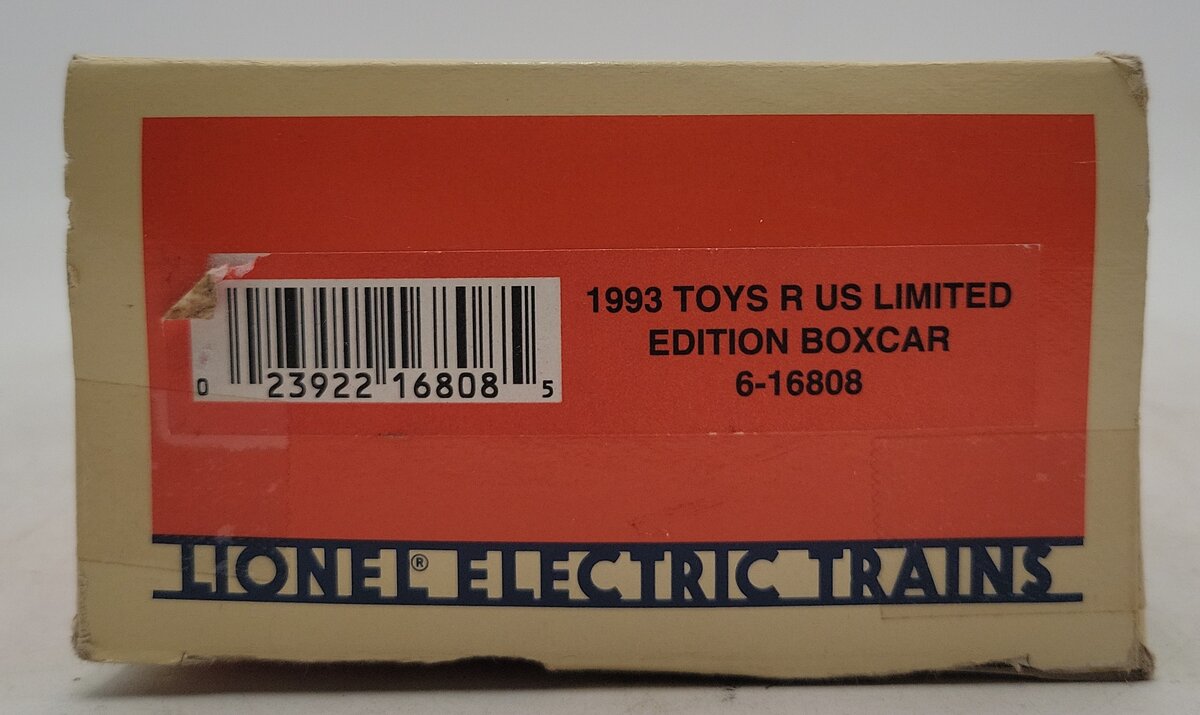 1993 TOYS R US LIMITED
EDITION BOXCAR
6-16808
0 23922 16808 5
LIONEL® ELECTRIC TRAINS